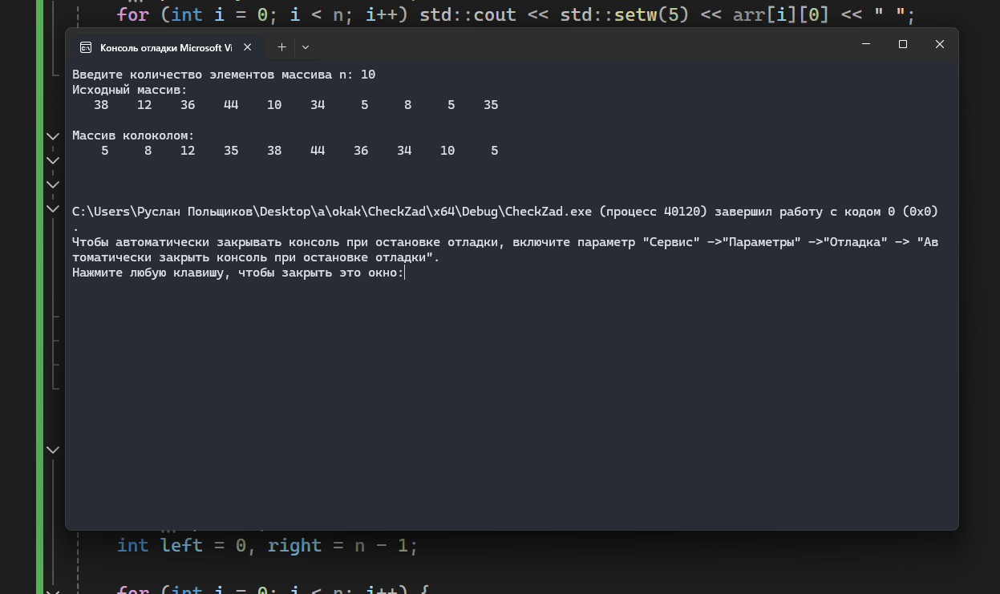 for (int i = 0; i < n; i++) std::cout << std::setw(5) << arr[i][0] << " ";
Консоль отладки Microsoft Vi
Введите количество элементов массива n: 10
Исходный массив:
38 12 36 44 10 34 5 8 5 35
Массив колоколом:
5 8 12 35 38 44 36 34 10 5
C:\Users\Руслан Польщиков\Desktop\a\okak\CheckZad\x64\Debug\CheckZad.exe (процесс 40120) завершил работу с кодом 0 (0x0)
.
Чтобы автоматически закрывать консоль при остановке отладки, включите параметр "Сервис" ->"Параметры" ->"Отладка" -> "Ав
томатически закрыть консоль при остановке отладки".
Нажмите любую клавишу, чтобы закрыть это окно:
int left = 0, right = n - 1;
for (int i = 0; i < n; i++) {